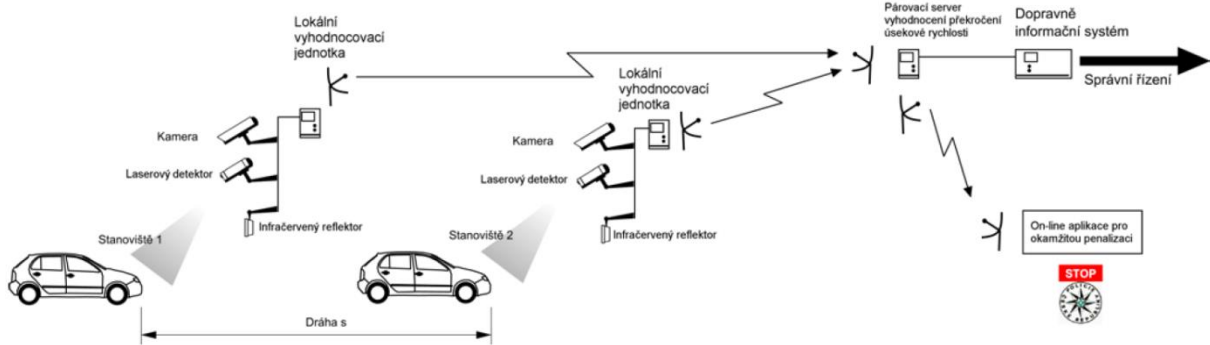 Lokální
vyhodnocovací
jednotka
Kamera
Laserový detektor
Infračervený reflektor
Stanoviště 1
Lokální
vyhodnocovací
jednotka
Kamera
Laserový detektor
Infračervený reflektor
Stanoviště 2
Dráha s
Párovací server
vyhodnocení překročení
úsekové rychlosti
Dopravně
informační systém
Správní řízení
On-line aplikace pro
okamžitou penalizaci
STOP